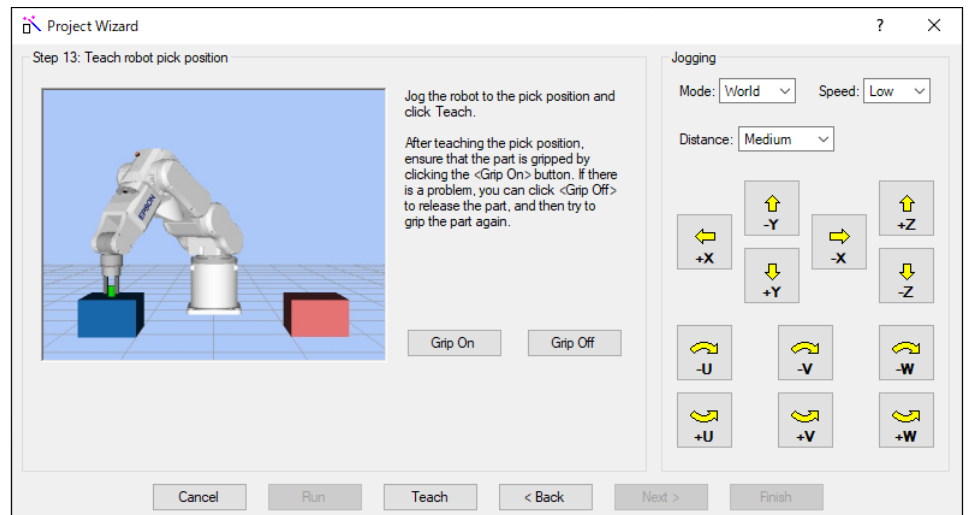 Project Wizard
?
Step 13: Teach robot pick position
Jog the robot to the pick position and
click Teach.
After teaching the pick position,
ensure that the part is gripped by
clicking the <Grip On> button. If there
is a problem, you can click <Grip Off>
to release the part, and then try to
grip the part again.
EPSON
Grip On
Grip Off
Jogging
Mode: World
Speed: Low
Distance: Medium
-Y
+Z
+X
-X
+Y
-Z
-U
-V
-W
+U
+V
+W
Cancel
Run
Teach
< Back
Next >
Finish